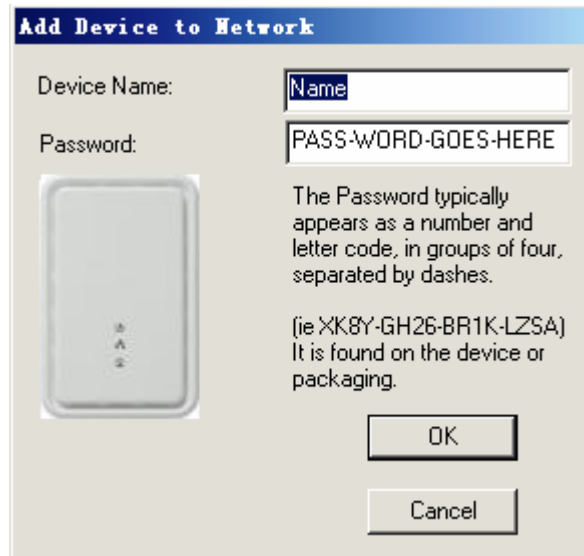 Add Device to Network
Device Name:
Name
Password:
PASS-WORD-GOES-HERE
The Password typically
appears as a number and
letter code, in groups of four,
separated by dashes.
(ie XK8Y-GH26-BR1K-LZSA)
It is found on the device or
packaging.
OK
Cancel